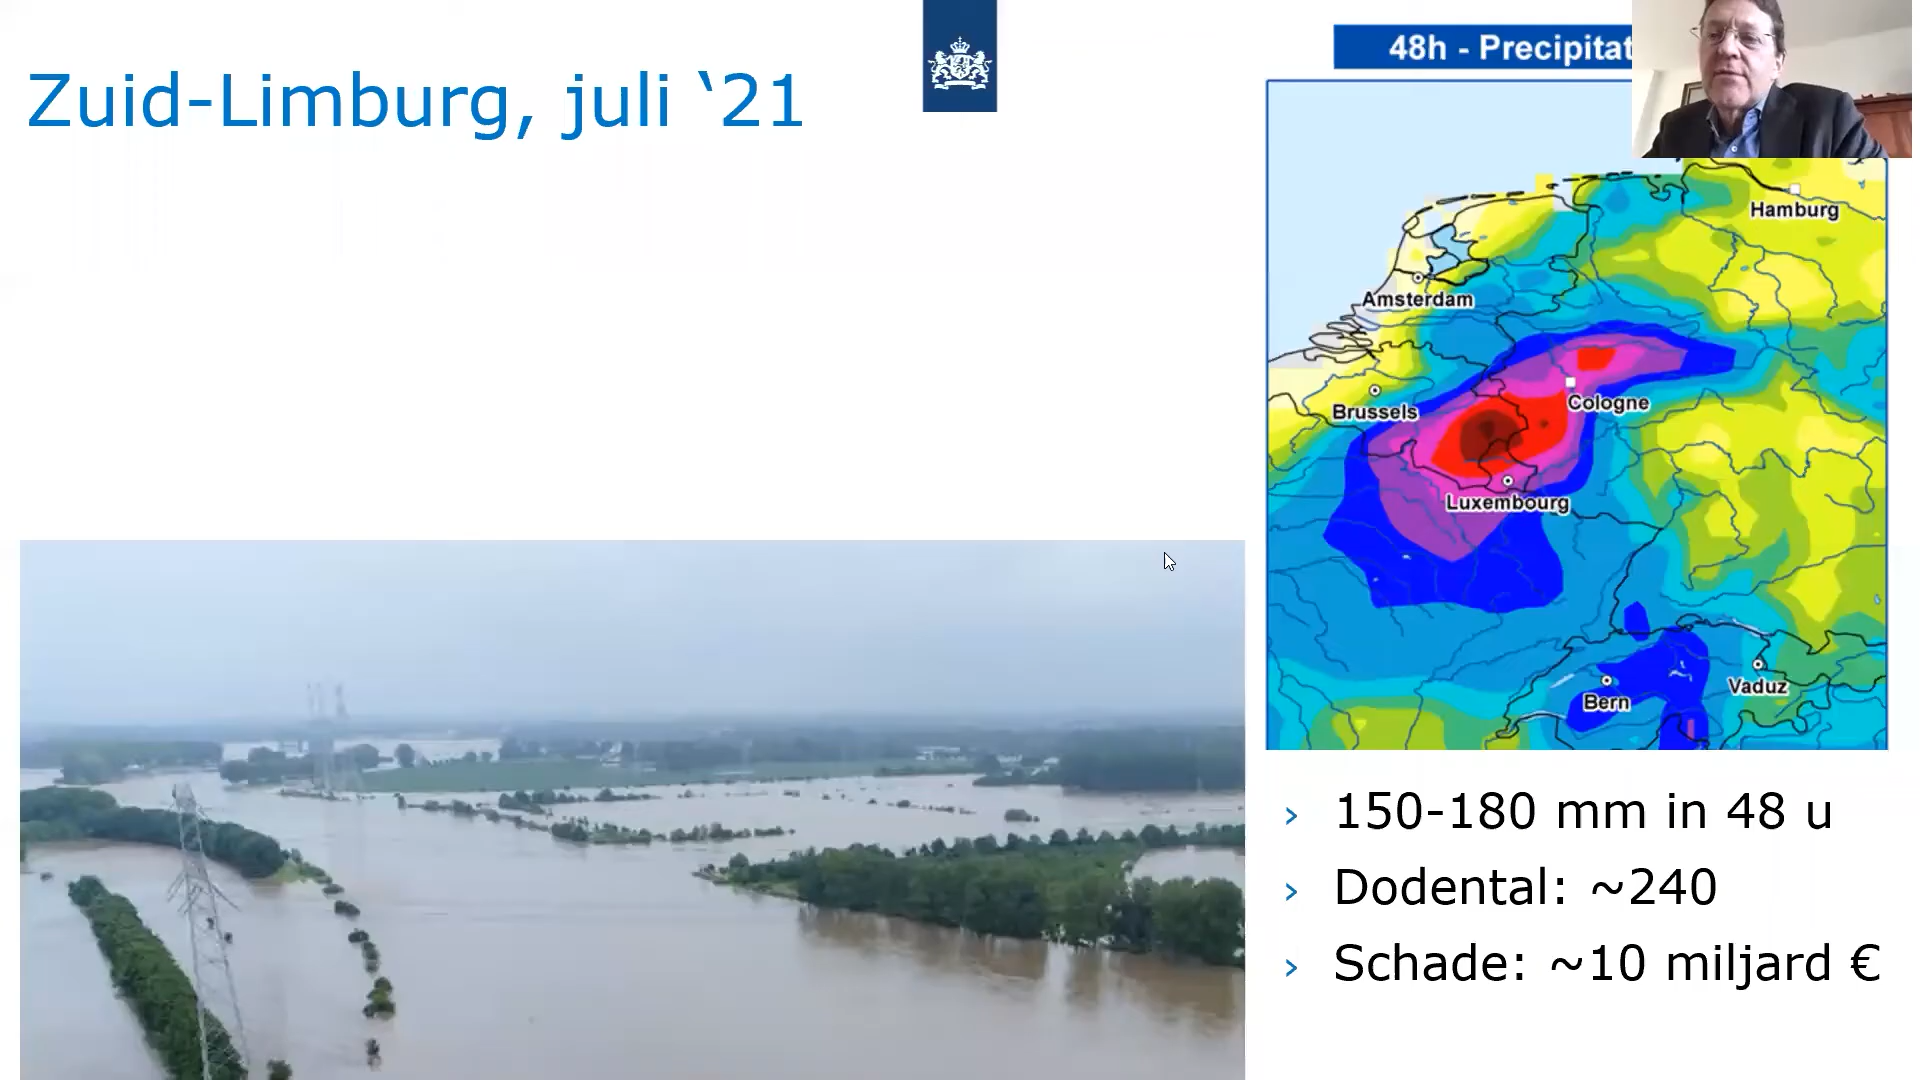 Zuid-Limburg, juli ‘21
48h - Precipitat
Hamburg
Amsterdam
Brussels
Cologne
Luxembourg
Bern
Vaduz
› 150-180 mm in 48 u
› Dodental: ~240
› Schade: ~10 miljard €